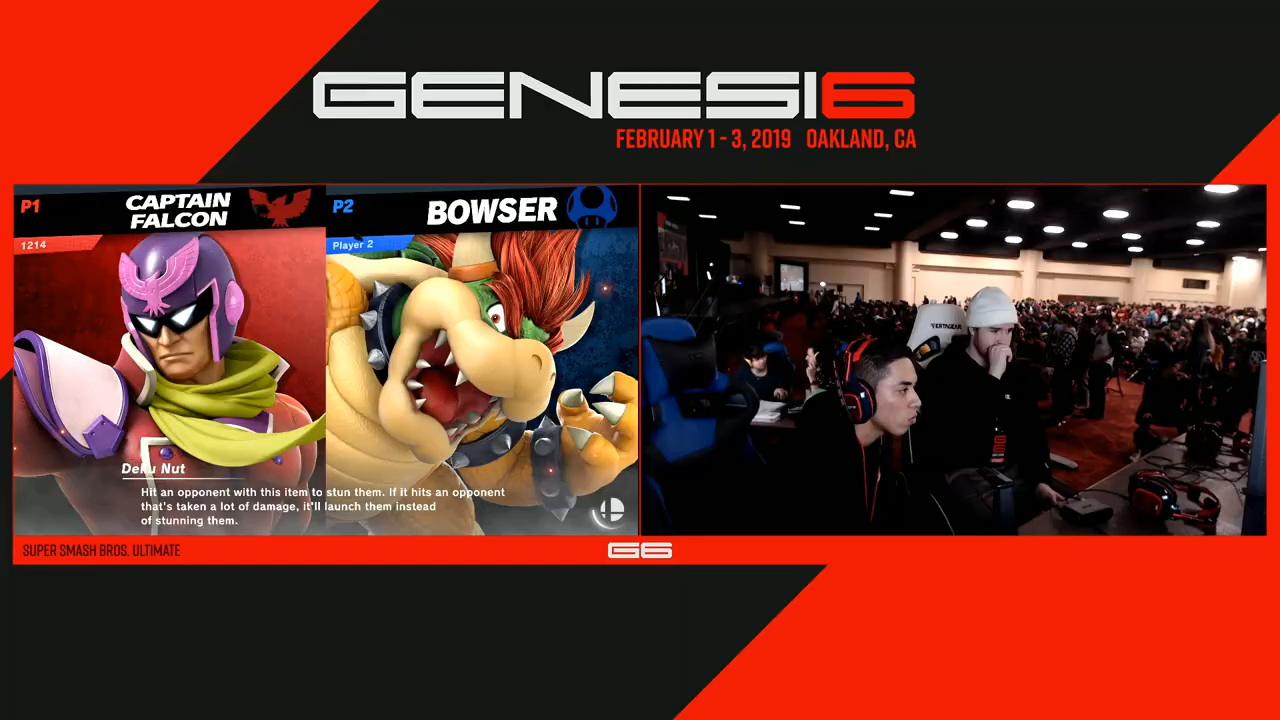 GENESI6
FEBRUARY 1 - 3, 2019 OAKLAND, CA
P1
CAPTAIN
FALCON
1214
P2
BOWSER
Player 2
Deku Nut
Hit an opponent with this item to stun them. If it hits an opponent
that's taken a lot of damage, it'll launch them instead
of stunning them.
VERTAGEAR
SUPER SMASH BROS. ULTIMATE
G6